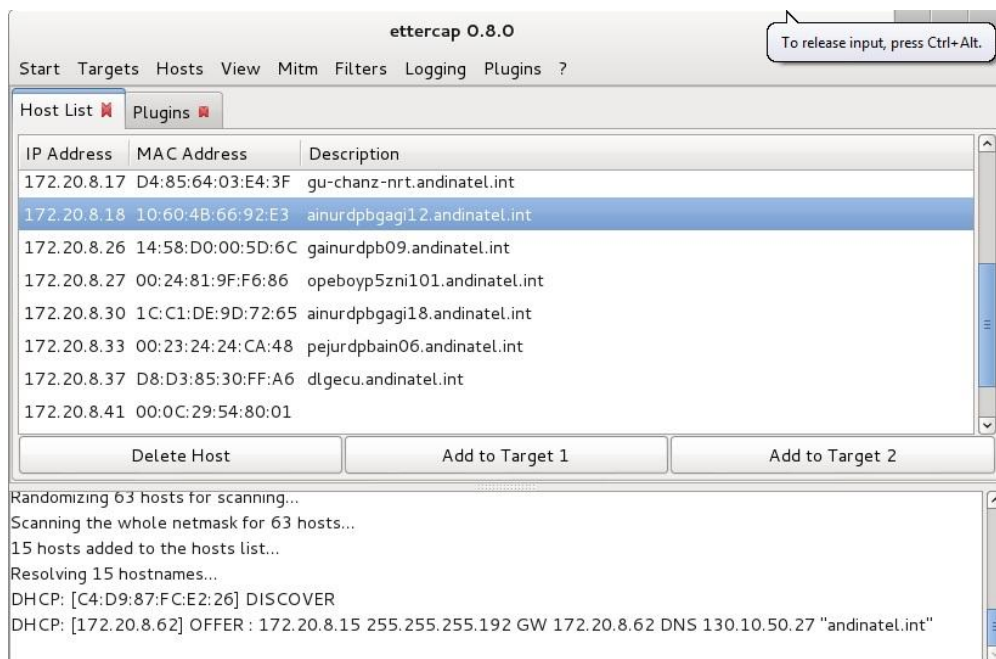 ettercap 0.8.0
To release input, press Ctrl+Alt.
Start Targets Hosts View Mitm Filters Logging Plugins ?
Host List Plugins
IP Address MAC Address Description
172.20.8.17 D4:85:64:03:E4:3F gu-chanz-nrt.andinatel.int
172.20.8.18 10:60:4B:66:92:E3 ainurdpbgagi12.andinatel.int
172.20.8.26 14:58:D0:00:5D:6C gainurdpb09.andinatel.int
172.20.8.27 00:24:81:9F:F6:86 opeboyp5zni101.andinatel.int
172.20.8.30 1C:C1:DE:9D:72:65 ainurdpbgagi18.andinatel.int
172.20.8.33 00:23:24:24:CA:48 pejurdpbain06.andinatel.int
172.20.8.37 D8:D3:85:30:FF:A6 dlgecu.andinatel.int
172.20.8.41 00:0C:29:54:80:01
Delete Host Add to Target 1 Add to Target 2
Randomizing 63 hosts for scanning...
Scanning the whole netmask for 63 hosts...
15 hosts added to the hosts list...
Resolving 15 hostnames...
DHCP: [C4:D9:87:FC:E2:26] DISCOVER
DHCP: [172.20.8.62] OFFER : 172.20.8.15 255.255.255.192 GW 172.20.8.62 DNS 130.10.50.27 "andinatel.int"